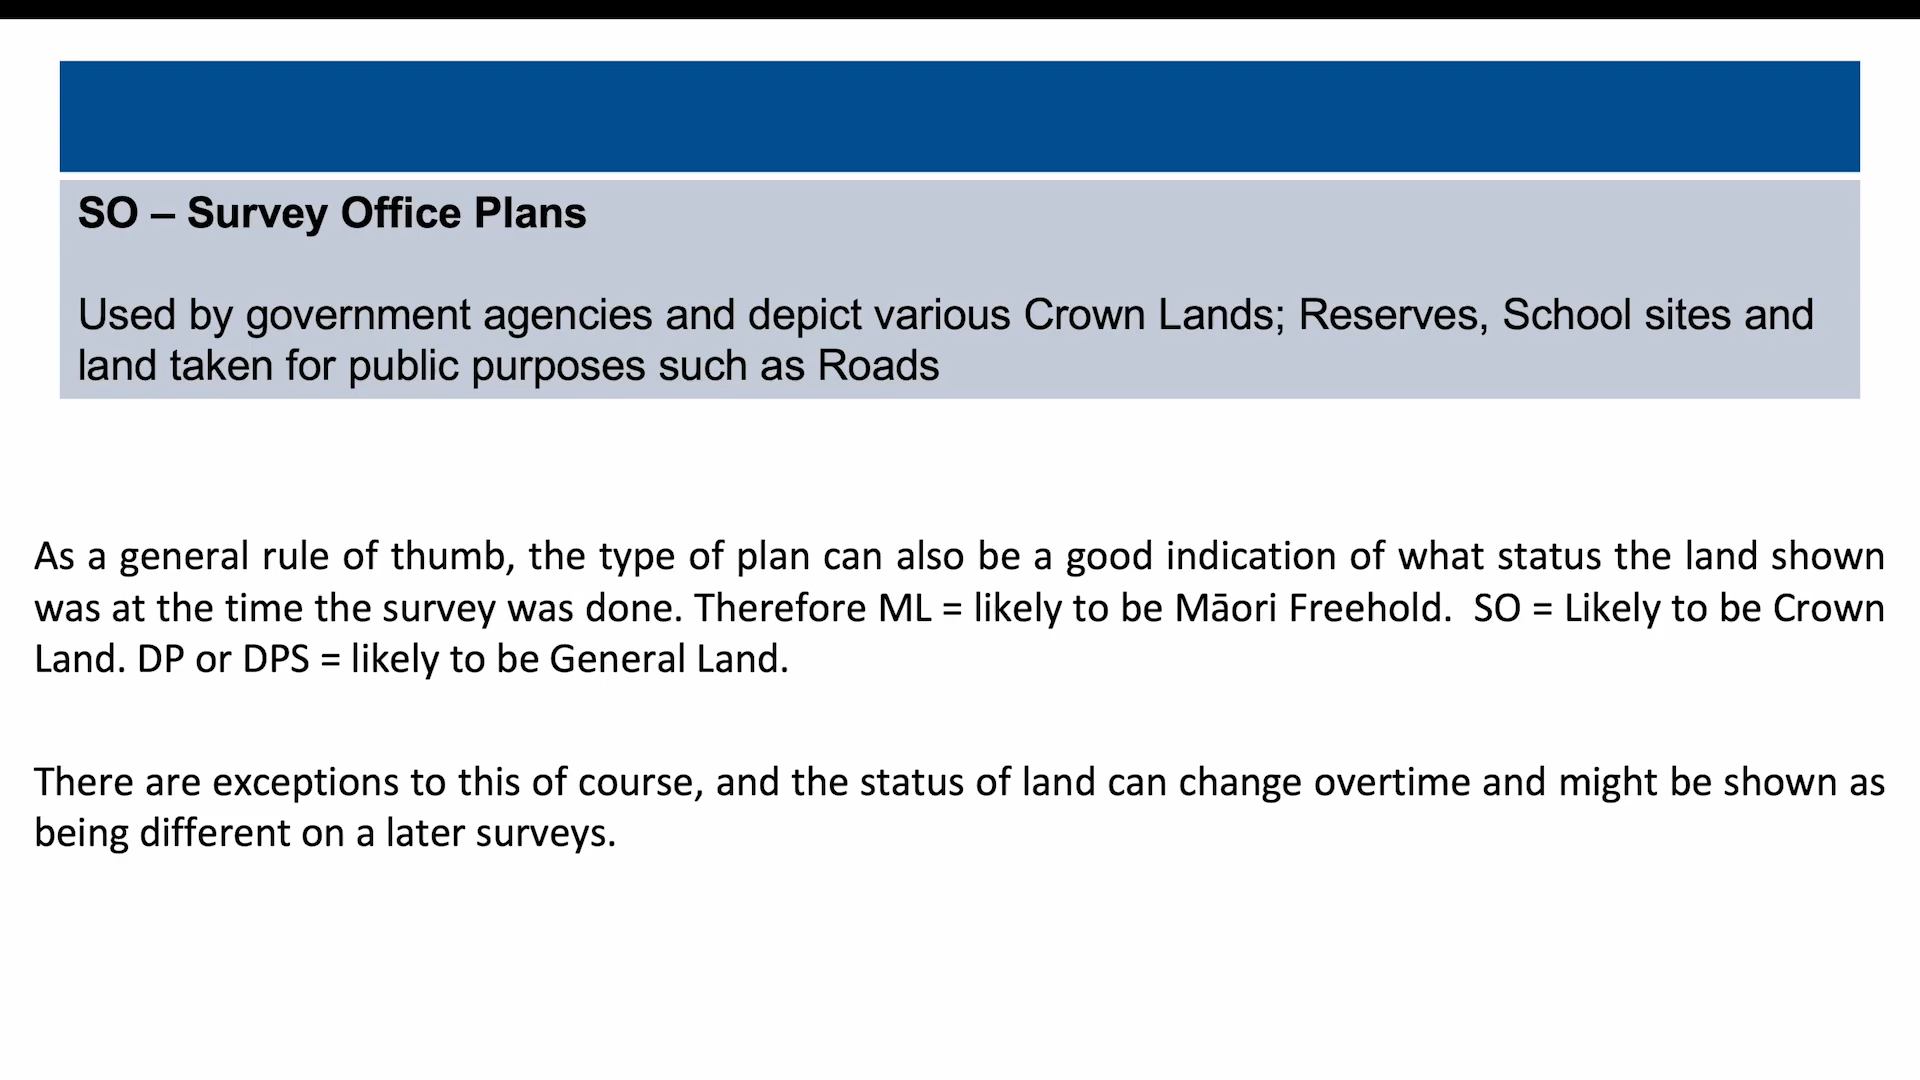 SO – Survey Office Plans
Used by government agencies and depict various Crown Lands; Reserves, School sites and
land taken for public purposes such as Roads
As a general rule of thumb, the type of plan can also be a good indication of what status the land shown
was at the time the survey was done. Therefore ML = likely to be Māori Freehold.  SO = Likely to be Crown
Land. DP or DPS = likely to be General Land.
There are exceptions to this of course, and the status of land can change overtime and might be shown as
being different on a later surveys.